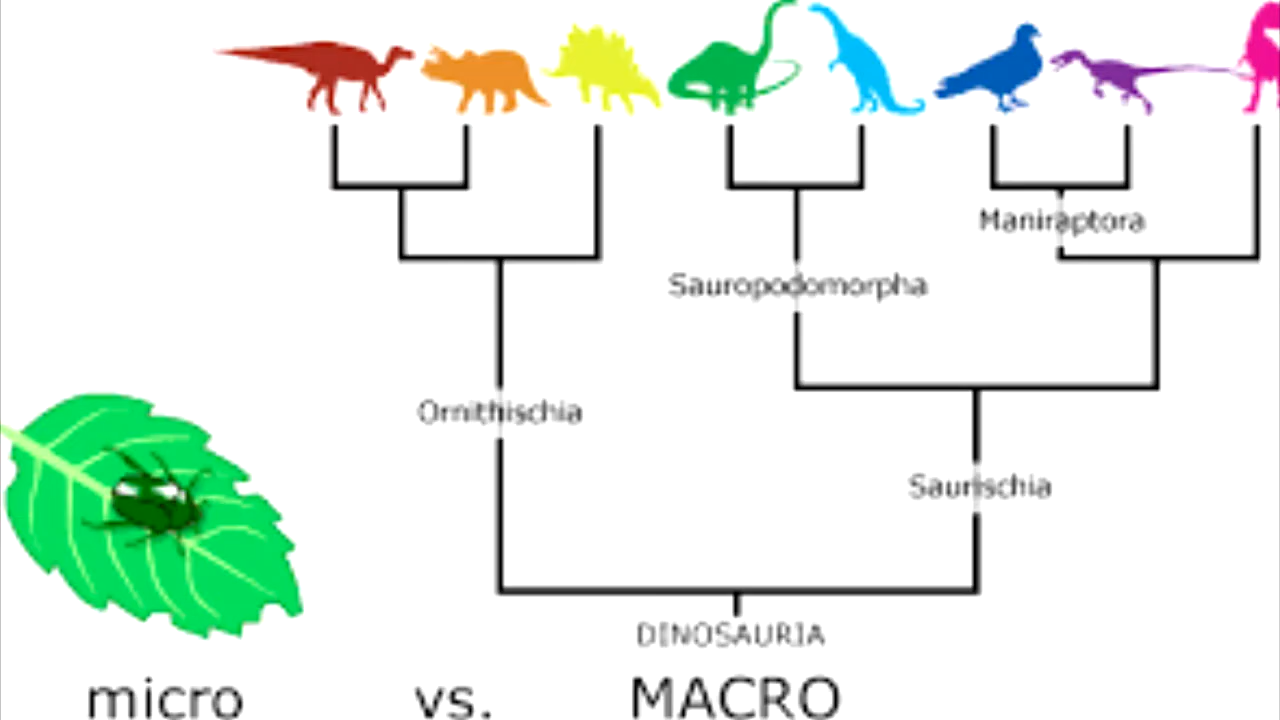 Maniraptora
Sauropodomorpha
Ornithischia
Saurischia
DINOSAURIA
micro vs. MACRO